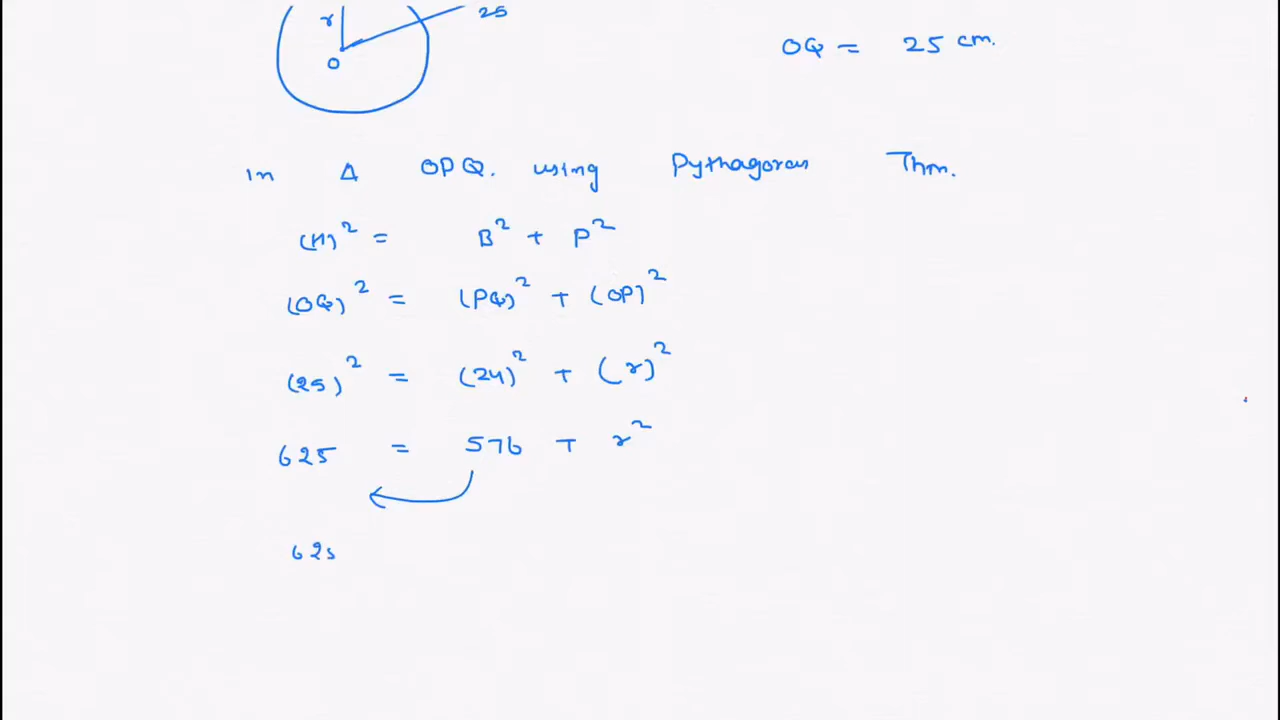 r
25
O
OQ = 25 cm.
In Δ OPQ. using Pythagoras Thm.
(H)² = B² + P²
(OQ)² = (PQ)² + (OP)²
(25)² = (24)² + (r)²
625 = 576 + r²
625